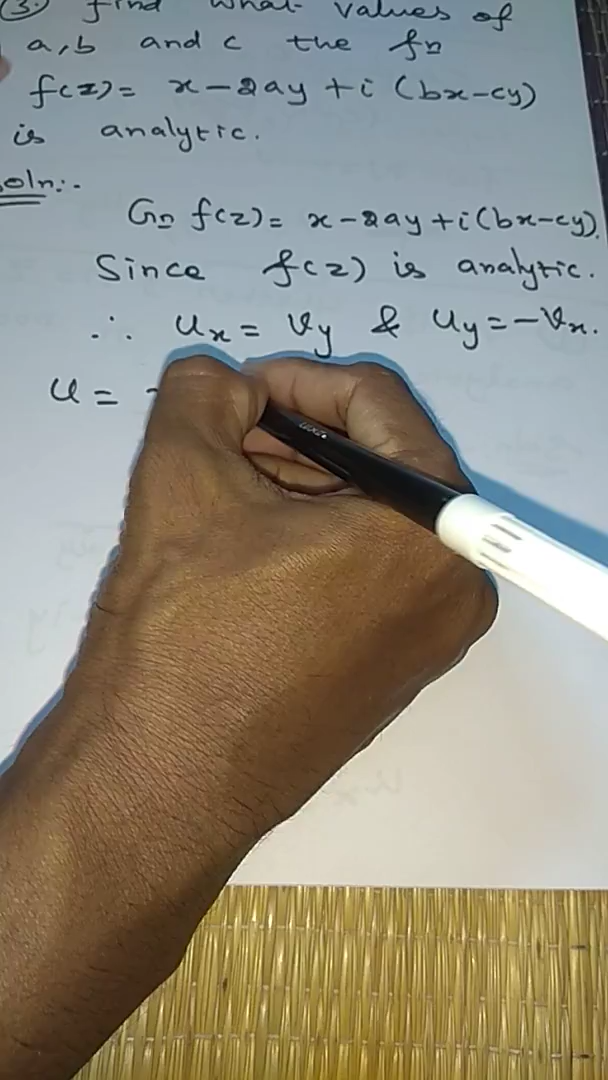 3. find what values of
a, b and c the fn
f(z) = x - 2ay + i (bx - cy)
is analytic.
Soln:-
Gn f(z) = x - 2ay + i (bx - cy).
Since f(z) is analytic.
∴ ux = vy & uy = -vx.
u =